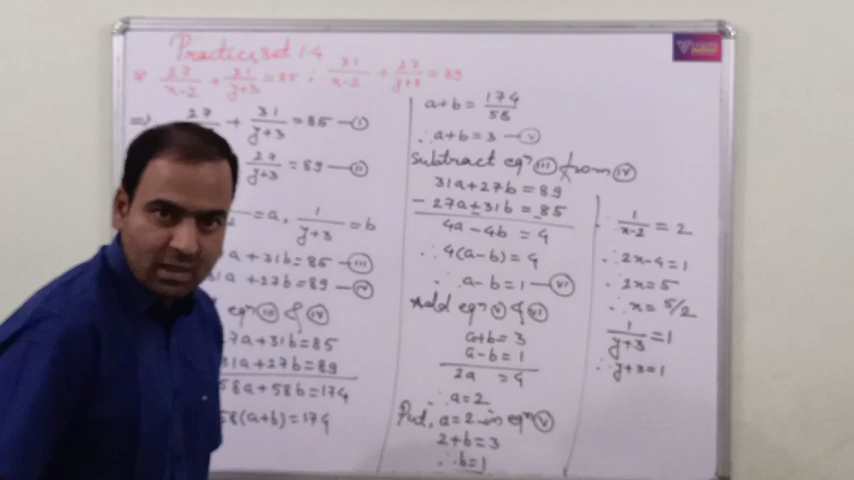 Practice set 1.4
* 27/x-2 + 31/y+3 = 85 ; 31/x-2 + 27/y+3 = 89
⇒ 27 + 31/y+3 = 85 — (I)
27/y+3 = 89 — (II)
= a, 1/y+3 = b
a + 31b = 85 — (III)
31a + 27b = 89 — (IV)
eqn (III) & (IV)
27a + 31b = 85
31a + 27b = 89
58a + 58b = 174
58(a+b) = 174
a+b = 174/58
∴ a+b = 3 — (V)
Subtract eqn (III) from (IV)
31a + 27b = 89
- 27a + 31b = 85
4a - 4b = 4
∴ 4(a-b) = 4
∴ a-b = 1 — (VI)
Add eqn (V) & (VI)
a+b = 3
a-b = 1
2a = 4
∴ a = 2
Put, a = 2 in eqn (V)
2+b = 3
∴ b = 1
∴ 1/x-2 = 2
∴ 2x-4 = 1
∴ 2x = 5
∴ x = 5/2
1/y+3 = 1
∴ y+3 = 1